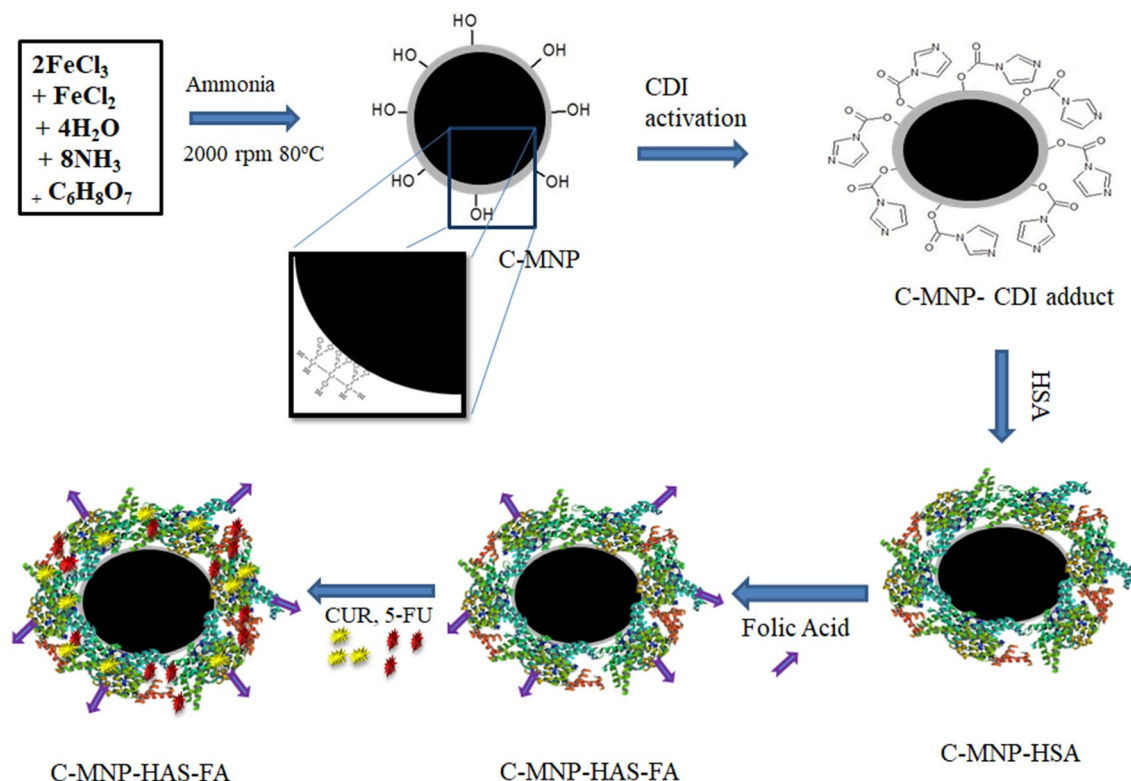 2FeCl₃
+ FeCl₂
+ 4H₂O
+ 8NH₃
+ C₆H₈O₇
Ammonia
2000 rpm 80°C
HO
HO
OH
HO
OH
HO
OH
HO
OH
C-MNP
CDI
activation
O
O
N
N
O
O
N
N
O
O
N
N
O
O
N
N
O
O
N
N
O
O
N
N
O
O
N
N
O
O
N
N
O
O
N
N
C-MNP- CDI adduct
HSA
C-MNP-HSA
Folic Acid
C-MNP-HAS-FA
CUR, 5-FU
C-MNP-HAS-FA